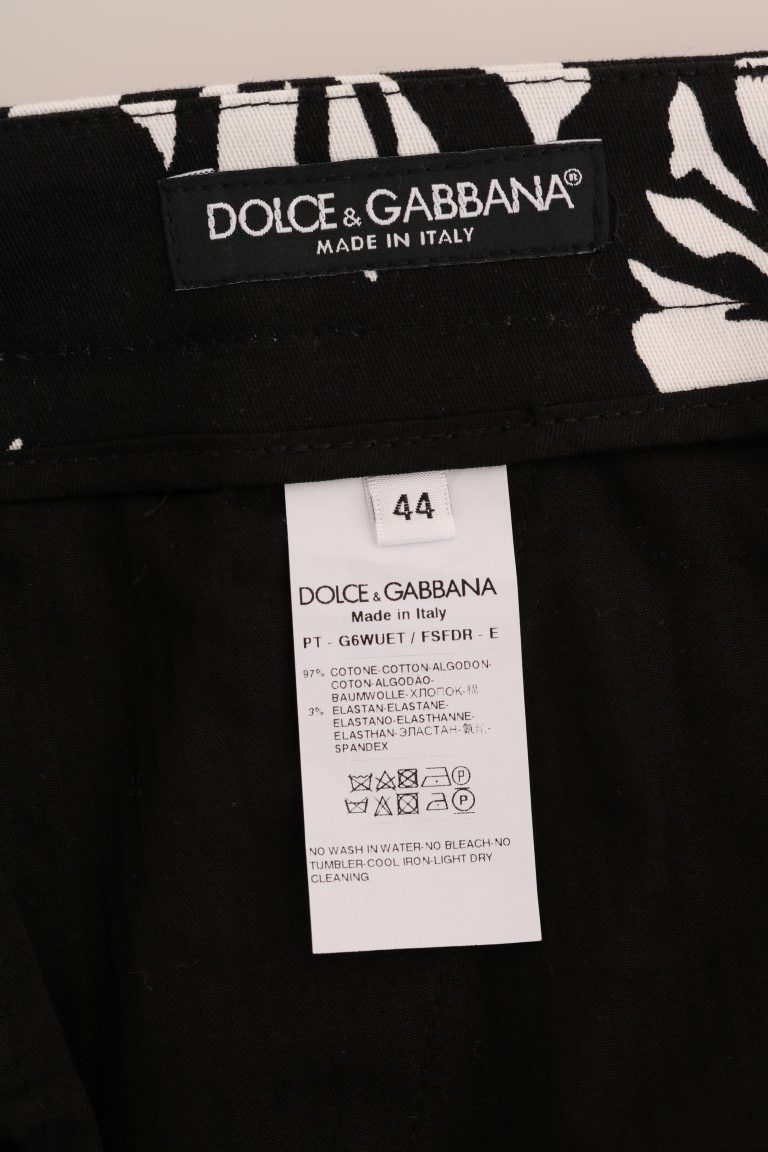 DOLCE & GABBANA®
MADE IN ITALY
44
DOLCE & GABBANA
Made in Italy
PT - G6WUET / FSFDR - E
97% COTONE-COTTON-ALGODON-
COTON-ALGODAO-
BAUMWOLLE-ХЛОПОК-棉
3% ELASTAN-ELASTANE-
ELASTANO-ELASTHANNE-
ELASTHAN-ЭЛАСТАН-氨纶-
SPANDEX
P
P
NO WASH IN WATER-NO BLEACH-NO
TUMBLER-COOL IRON-LIGHT DRY
CLEANING